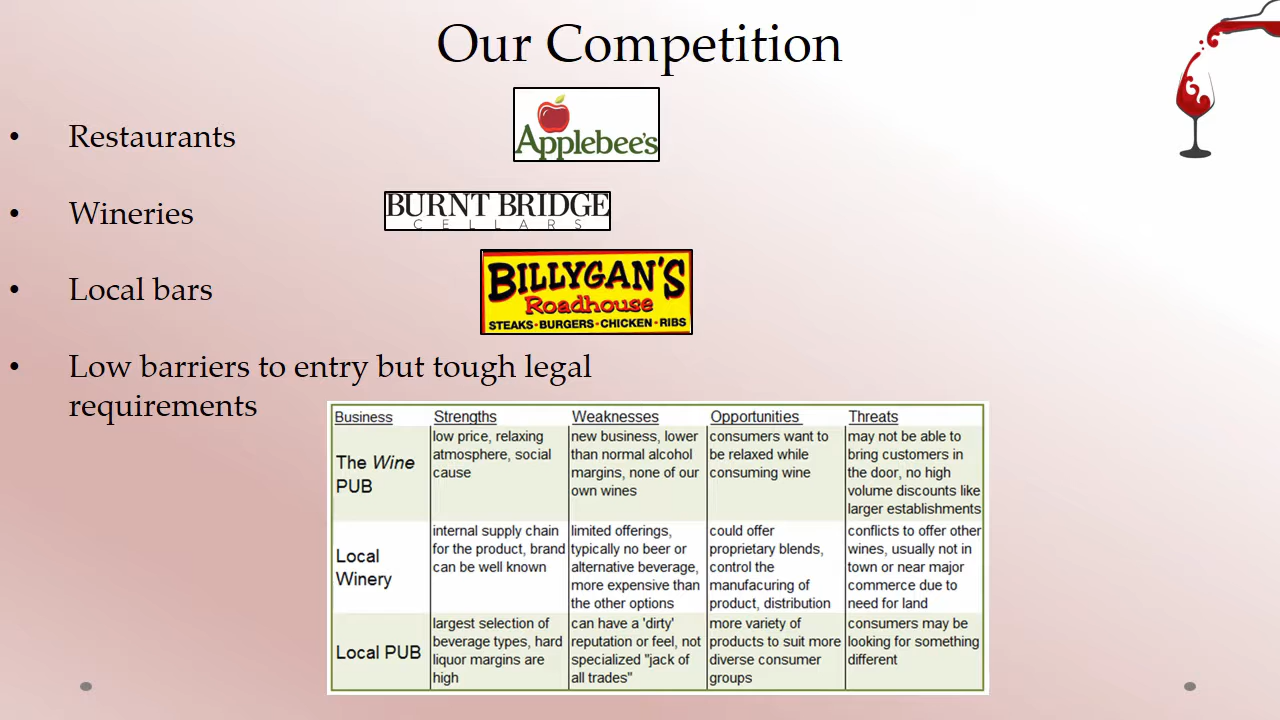 Our Competition
• Restaurants
Applebee's
• Wineries
BURNT BRIDGE
CELLARS
• Local bars
BILLYGAN'S
Roadhouse
STEAKS•BURGERS•CHICKEN•RIBS
• Low barriers to entry but tough legal
requirements
Business Strengths Weaknesses Opportunities Threats
The Wine
PUB
low price, relaxing
atmosphere, social
cause
new business, lower
than normal alcohol
margins, none of our
own wines
consumers want to
be relaxed while
consuming wine
may not be able to
bring customers in
the door, no high
volume discounts like
larger establishments
Local
Winery
internal supply chain
for the product, brand
can be well known
limited offerings,
typically no beer or
alternative beverage,
more expensive than
the other options
could offer
proprietary blends,
control the
manufacuring of
product, distribution
conflicts to offer other
wines, usually not in
town or near major
commerce due to
need for land
Local PUB
largest selection of
beverage types, hard
liquor margins are
high
can have a 'dirty'
reputation or feel, not
specialized "jack of
all trades"
more variety of
products to suit more
diverse consumer
groups
consumers may be
looking for something
different